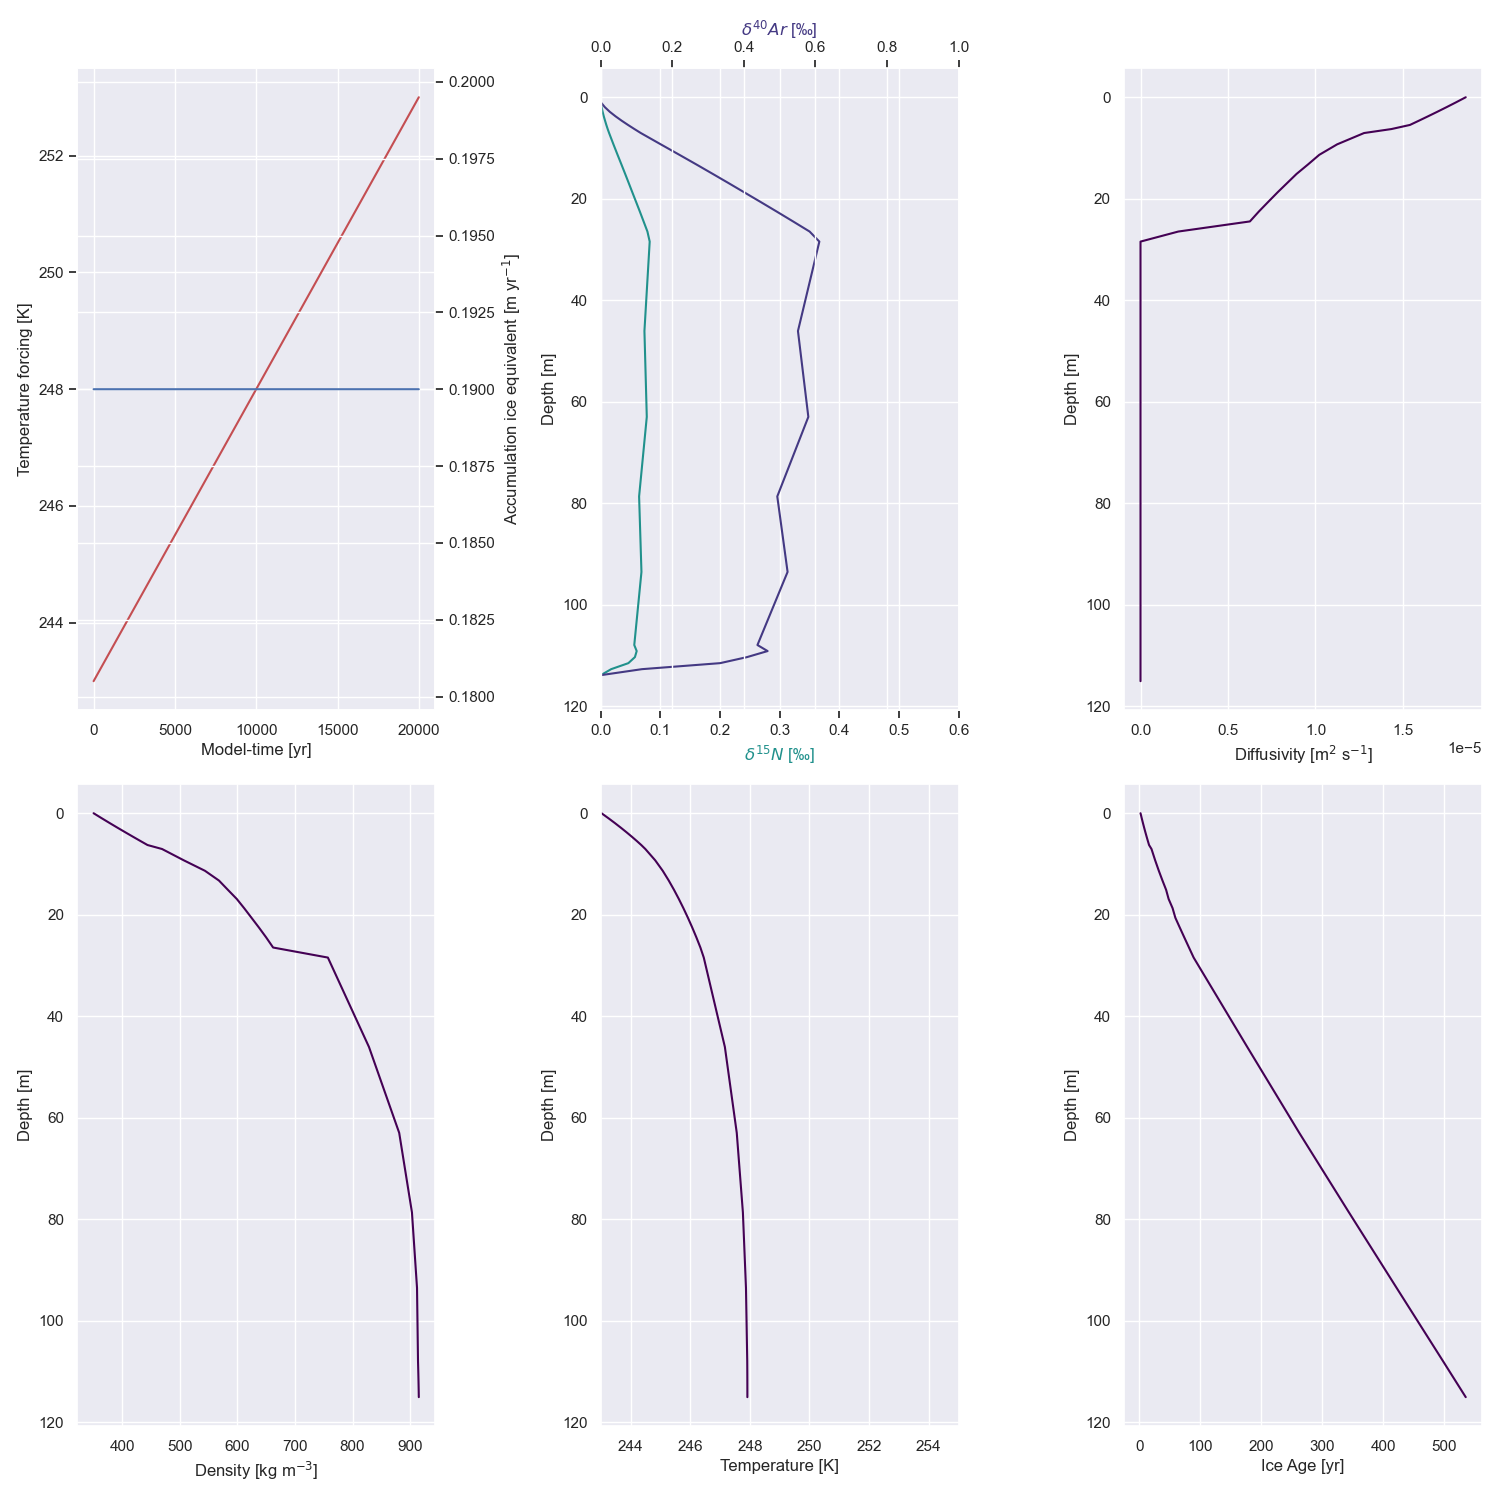 δ⁴⁰Ar [‰]
0.0 0.2 0.4 0.6 0.8 1.0
Temperature forcing [K]
252
250
248
246
244
0 5000 10000 15000 20000
Model-time [yr]
0.2000
0.1975
0.1950
0.1925
0.1900
0.1875
0.1850
0.1825
0.1800
Accumulation ice equivalent [m yr⁻¹]
Depth [m]
0
20
40
60
80
100
120
0.0 0.1 0.2 0.3 0.4 0.5 0.6
δ¹⁵N [‰]
Depth [m]
0
20
40
60
80
100
120
0.0 0.5 1.0 1.5
1e−5
Diffusivity [m² s⁻¹]
Depth [m]
0
20
40
60
80
100
120
400 500 600 700 800 900
Density [kg m⁻³]
Depth [m]
0
20
40
60
80
100
120
244 246 248 250 252 254
Temperature [K]
Depth [m]
0
20
40
60
80
100
120
0 100 200 300 400 500
Ice Age [yr]